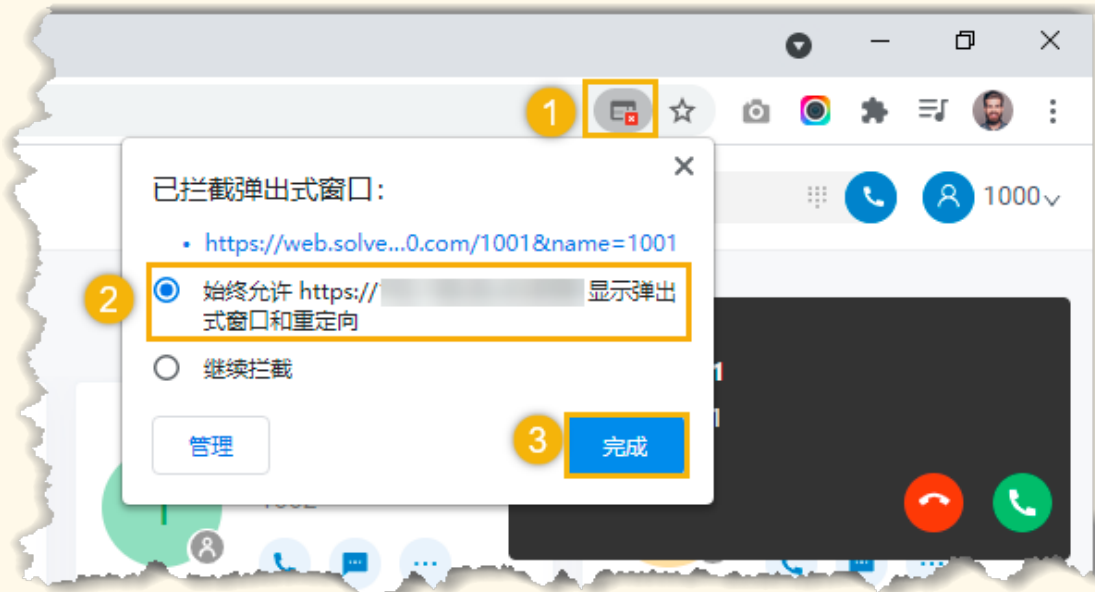 1
已拦截弹出式窗口：
1000
• https://web.solve...0.com/1001&name=1001
2
始终允许 https:// 显示弹出
式窗口和重定向
继续拦截
1
1
管理
3
完成